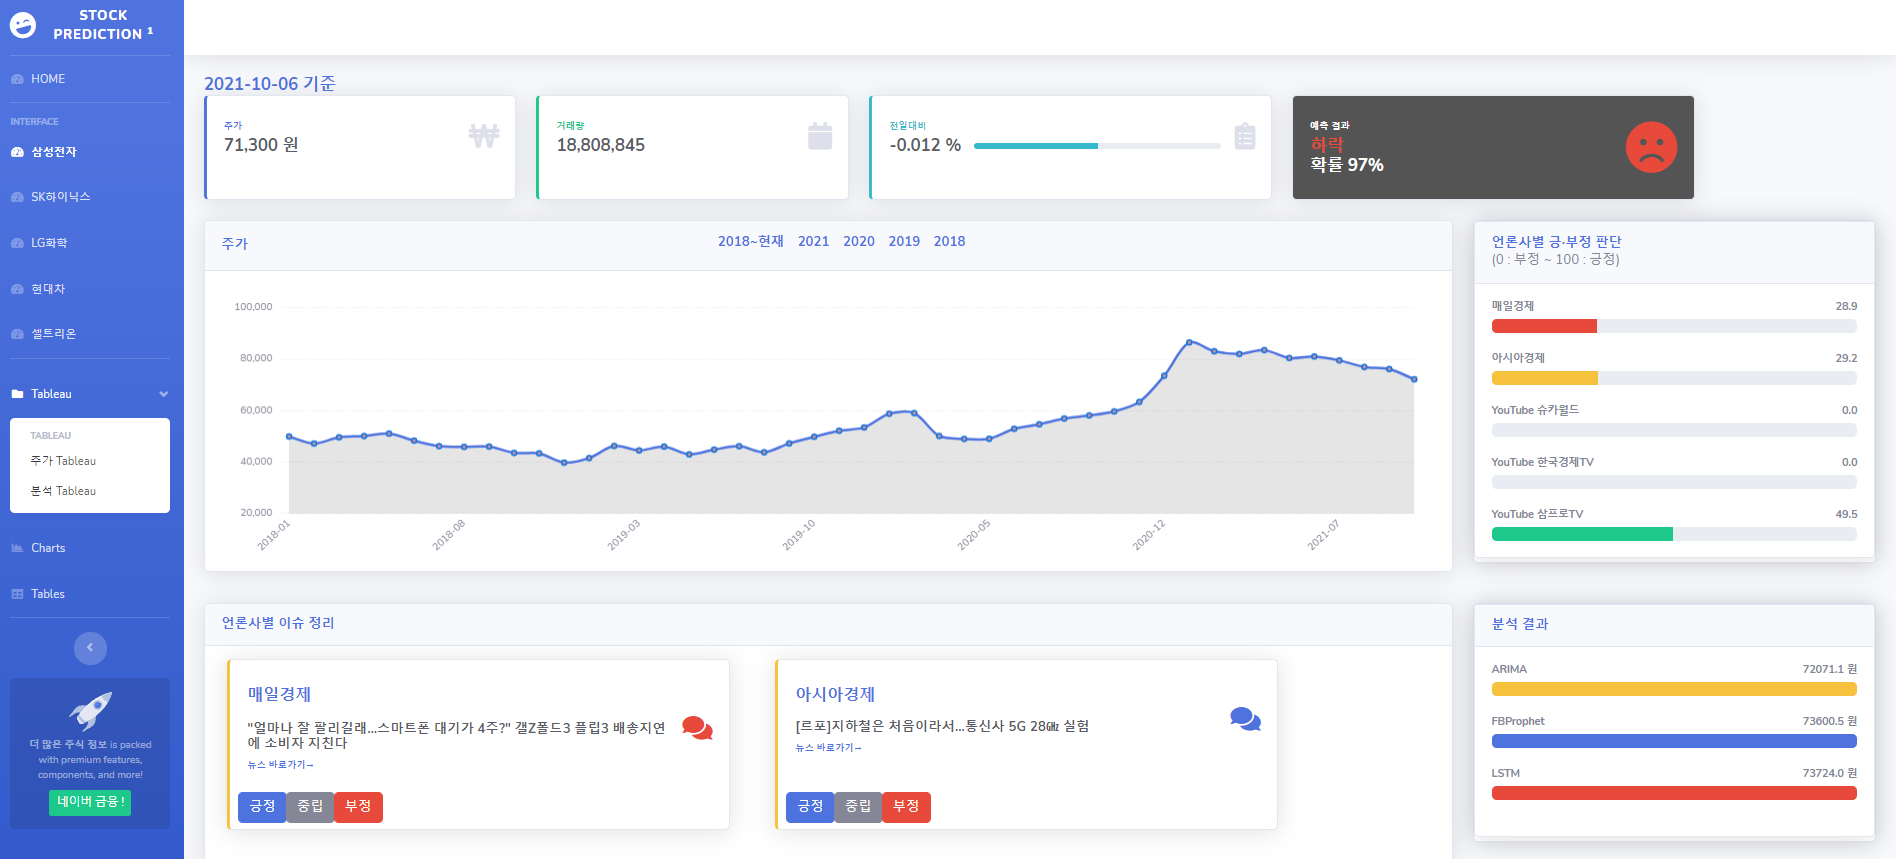 STOCK
PREDICTION 1
HOME
INTERFACE
삼성전자
SK하이닉스
LG화학
현대차
셀트리온
Tableau
TABLEAU
주가 Tableau
분석 Tableau
Charts
Tables
더 많은 주식 정보 is packed
with premium features,
components, and more!
네이버 금융 !
2021-10-06 기준
주가
71,300 원
거래량
18,808,845
전일대비
-0.012 %
예측 결과
하락
확률 97%
주가
2018~현재 2021 2020 2019 2018
100,000
80,000
60,000
40,000
20,000
2018-01 2018-08 2019-03 2019-10 2020-05 2020-12 2021-07
언론사별 긍·부정 판단
(0 : 부정 ~ 100 : 긍정)
매일경제 28.9
아시아경제 29.2
YouTube 슈카월드 0.0
YouTube 한국경제TV 0.0
YouTube 삼프로TV 49.5
언론사별 이슈 정리
매일경제
"얼마나 잘 팔리길래...스마트폰 대기가 4주?" 갤Z폴드3 플립3 배송지연
에 소비자 지친다
뉴스 바로가기→
긍정 중립 부정
아시아경제
[르포]지하철은 처음이라서...통신사 5G 28㎓ 실험
뉴스 바로가기→
긍정 중립 부정
분석 결과
ARIMA 72071.1 원
FBProphet 73600.5 원
LSTM 73724.0 원